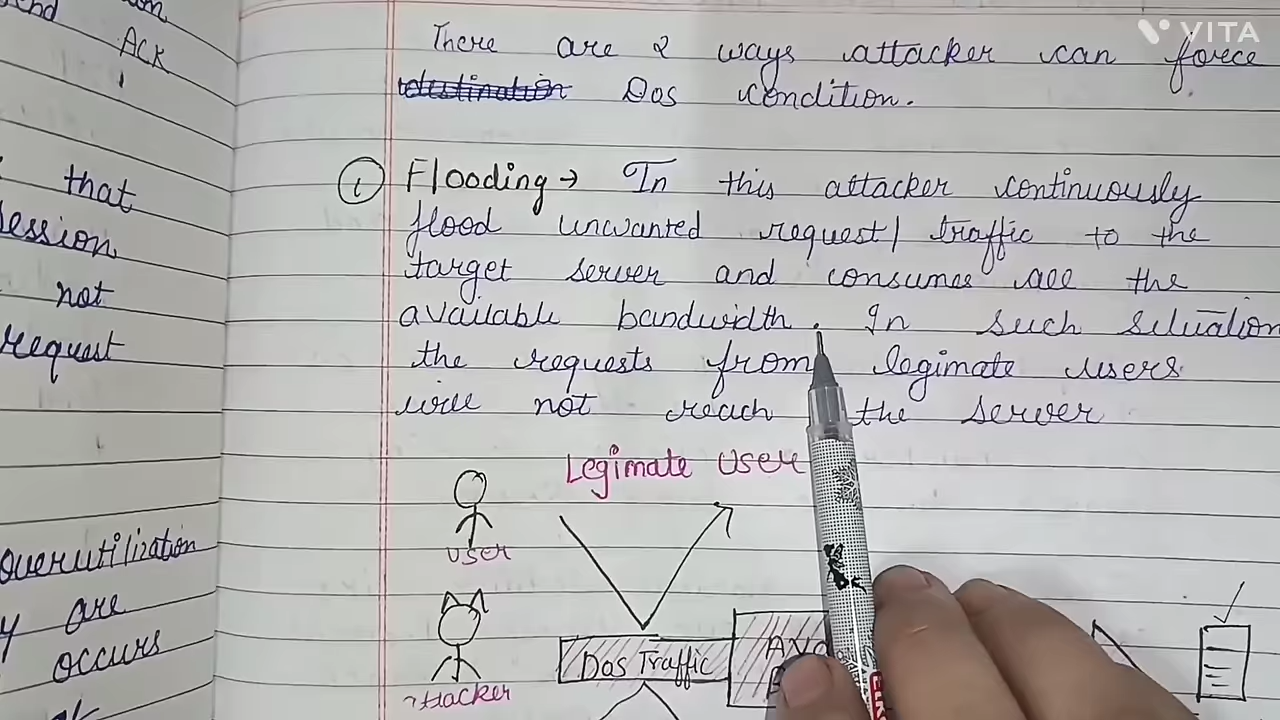 ACK
that
session
not
request
overutilization
are
occurs
VITA
There are 2 ways attacker can force
destination Dos condition.
(i) Flooding → In this attacker continuously
flood unwanted request/ traffic to the
target server and consumes all the
available bandwidth. In such situation
the requests from legimate users
will not reach the server
Legimate User
User
Attacker
Dos Traffic